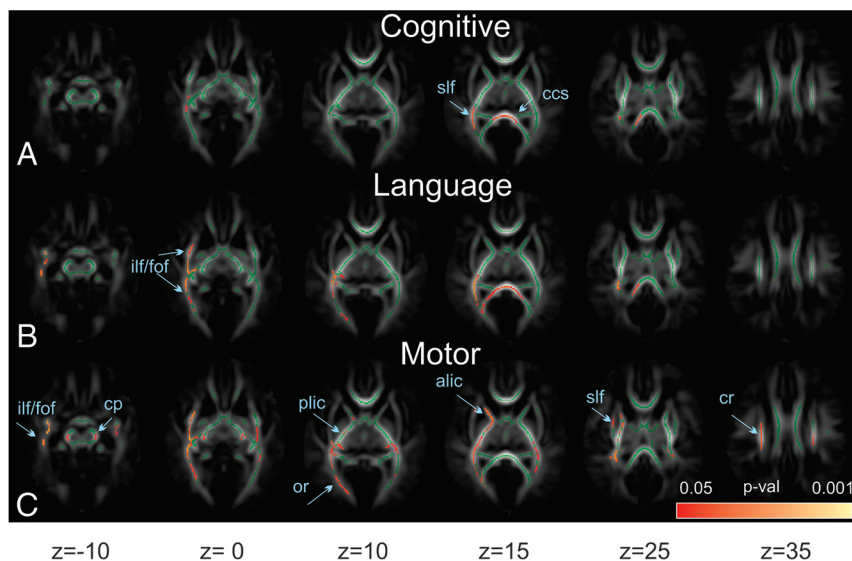 Cognitive
slf
ccs
A
Language
ilf/fof
B
Motor
ilf/fof
cp
plic
alic
slf
cr
or
C
0.05 p-val 0.001
z=-10 z= 0 z=10 z=15 z=25 z=35